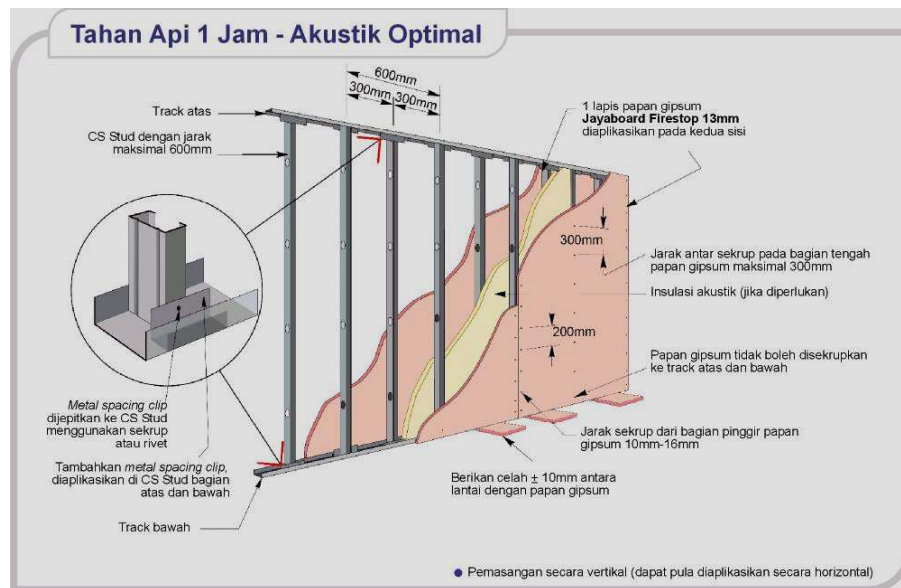 Tahan Api 1 Jam - Akustik Optimal
600mm
300mm 300mm
Track atas
CS Stud dengan jarak
maksimal 600mm
1 lapis papan gipsum
Jayaboard Firestop 13mm
diaplikasikan pada kedua sisi
300mm
Jarak antar sekrup pada bagian tengah
papan gipsum maksimal 300mm
Insulasi akustik (jika diperlukan)
200mm
Papan gipsum tidak boleh disekrupkan
ke track atas dan bawah
Metal spacing clip
dijepitkan ke CS Stud
menggunakan sekrup
atau rivet
Jarak sekrup dari bagian pinggir papan
gipsum 10mm-16mm
Tambahkan metal spacing clip,
diaplikasikan di CS Stud bagian
atas dan bawah
Berikan celah ± 10mm antara
lantai dengan papan gipsum
Track bawah
● Pemasangan secara vertikal (dapat pula diaplikasikan secara horizontal)